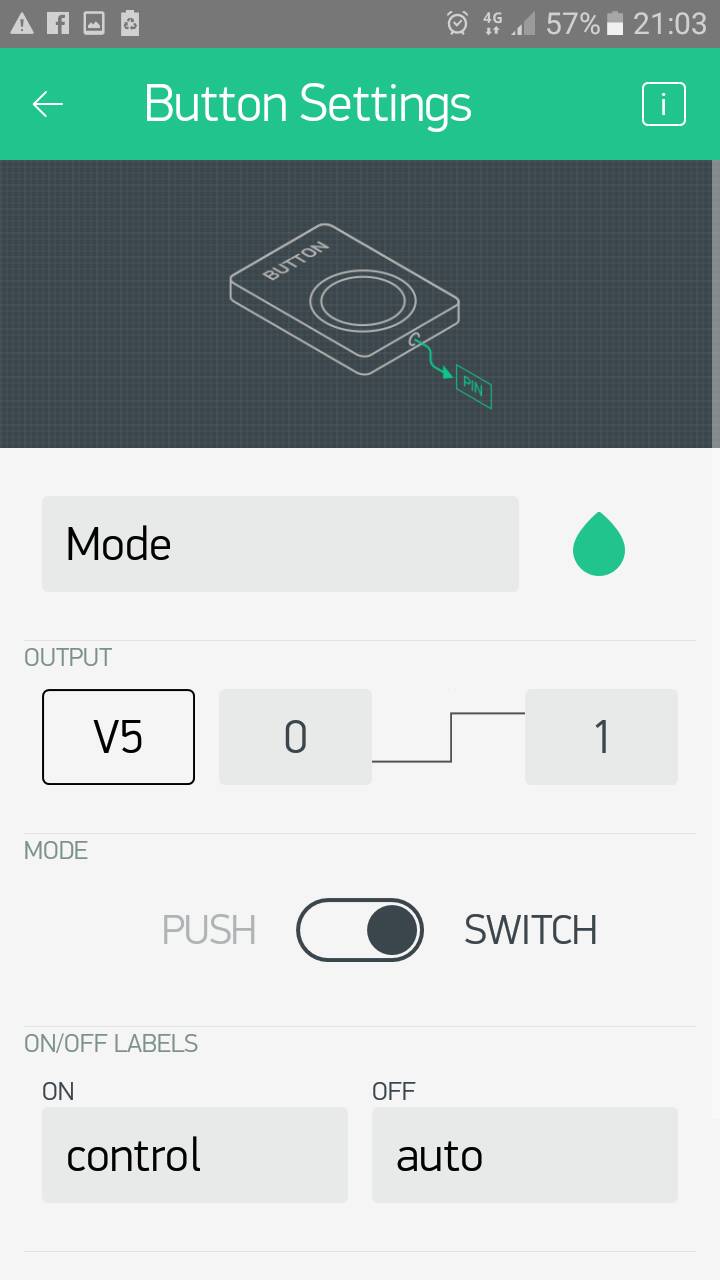 4G 57% 21:03
Button Settings i
BUTTON
PIN
Mode
OUTPUT
V5 0 1
MODE
PUSH SWITCH
ON/OFF LABELS
ON OFF
control auto